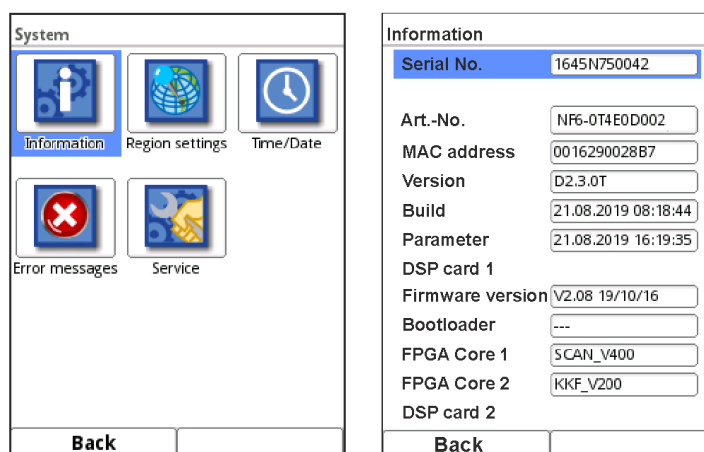 System
Information Region settings Time/Date
Error messages Service
Back
Information
Serial No. 1645N750042
Art.-No. NF6-0T4E0D002
MAC address 0016290028B7
Version D2.3.0T
Build 21.08.2019 08:18:44
Parameter 21.08.2019 16:19:35
DSP card 1
Firmware version V2.08 19/10/16
Bootloader ---
FPGA Core 1 SCAN_V400
FPGA Core 2 KKF_V200
DSP card 2
Back